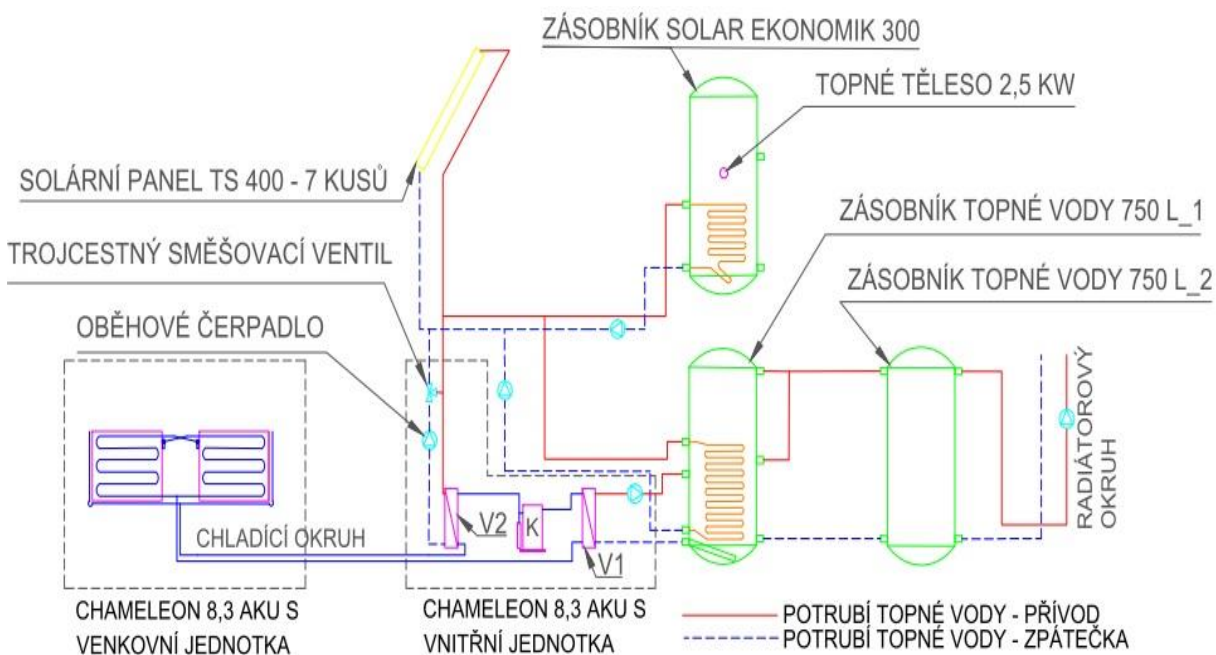 ZÁSOBNÍK SOLAR EKONOMIK 300
TOPNÉ TĚLESO 2,5 KW
SOLÁRNÍ PANEL TS 400 - 7 KUSŮ
ZÁSOBNÍK TOPNÉ VODY 750 L_1
TROJCESTNÝ SMĚŠOVACÍ VENTIL
ZÁSOBNÍK TOPNÉ VODY 750 L_2
OBĚHOVÉ ČERPADLO
RADIÁTOROVÝ
OKRUH
CHLADÍCÍ OKRUH
V2
K
V1
CHAMELEON 8,3 AKU S
VENKOVNÍ JEDNOTKA
CHAMELEON 8,3 AKU S
VNITŘNÍ JEDNOTKA
POTRUBÍ TOPNÉ VODY - PŘÍVOD
POTRUBÍ TOPNÉ VODY - ZPÁTEČKA